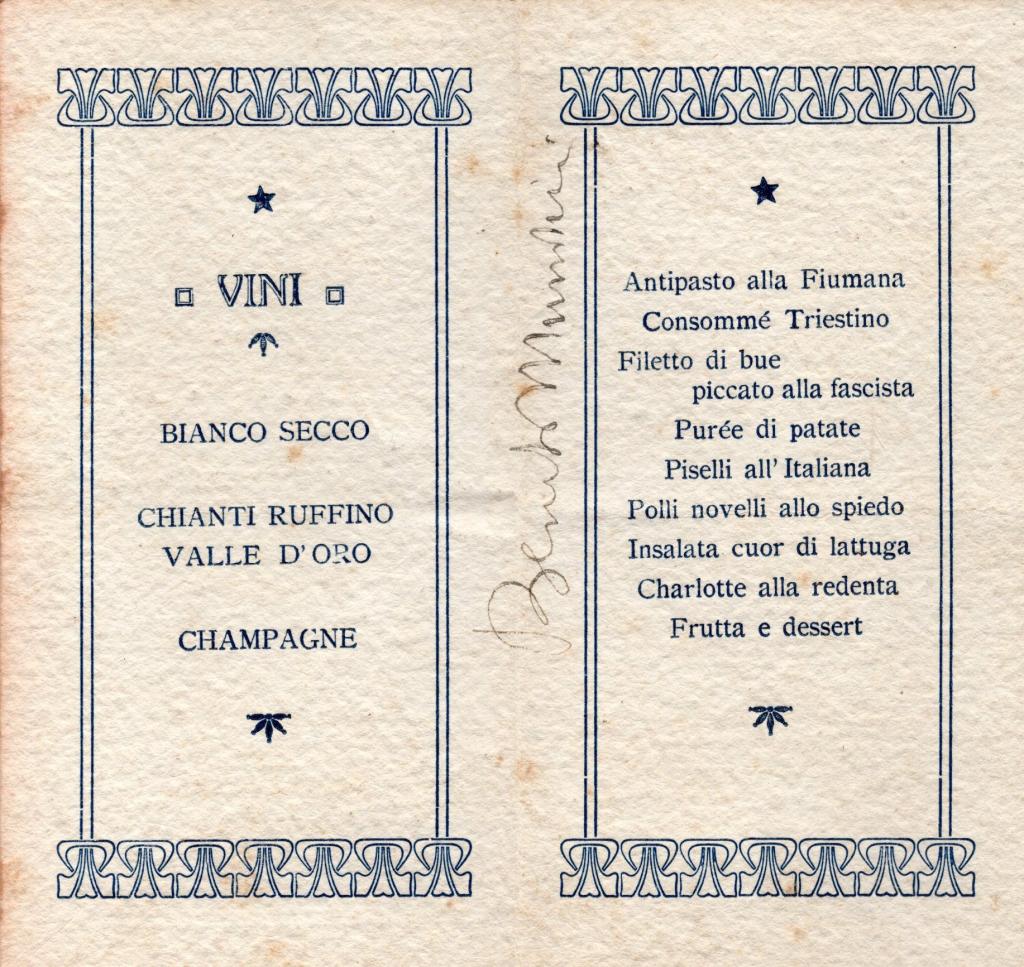 VINI
BIANCO SECCO
CHIANTI RUFFINO
VALLE D'ORO
CHAMPAGNE
Benito Mussolini
Antipasto alla Fiumana
Consommé Triestino
Filetto di bue
piccato alla fascista
Purée di patate
Piselli all' Italiana
Polli novelli allo spiedo
Insalata cuor di lattuga
Charlotte alla redenta
Frutta e dessert